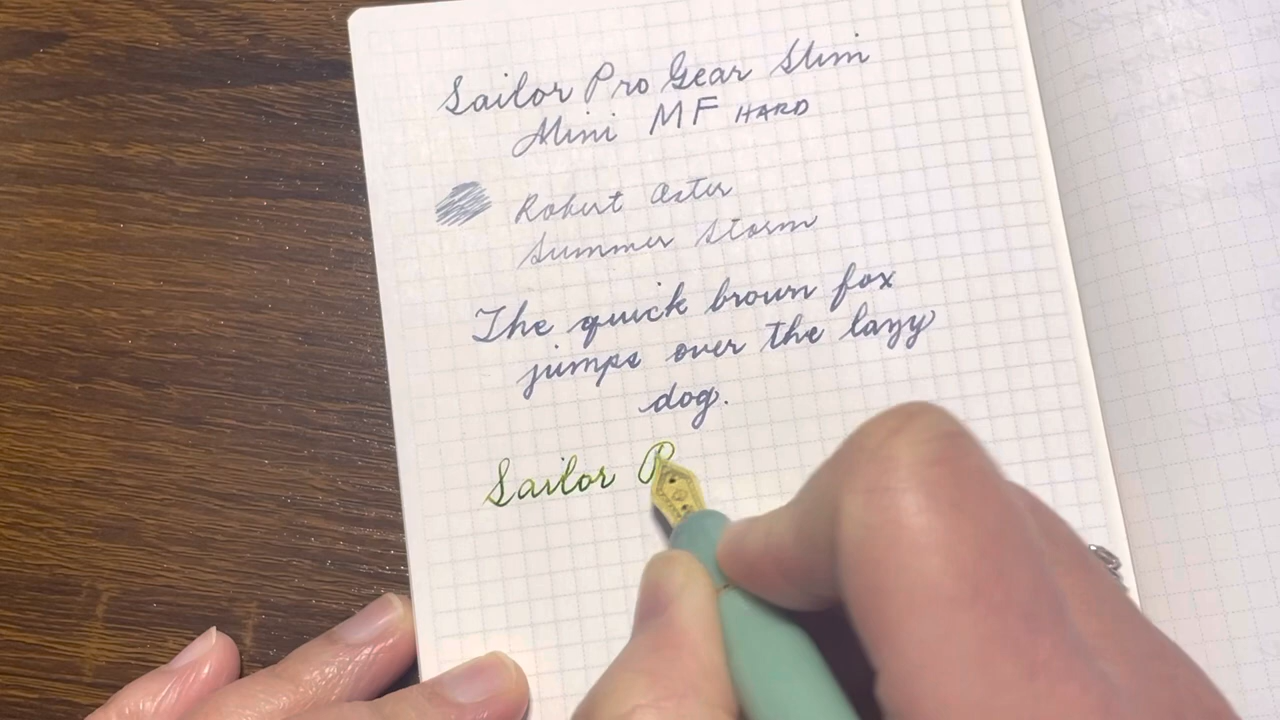 Sailor Pro Gear Slim
Mini MF HARD
Robert Oster
Summer Storm
The quick brown fox
jumps over the lazy
dog.
Sailor P